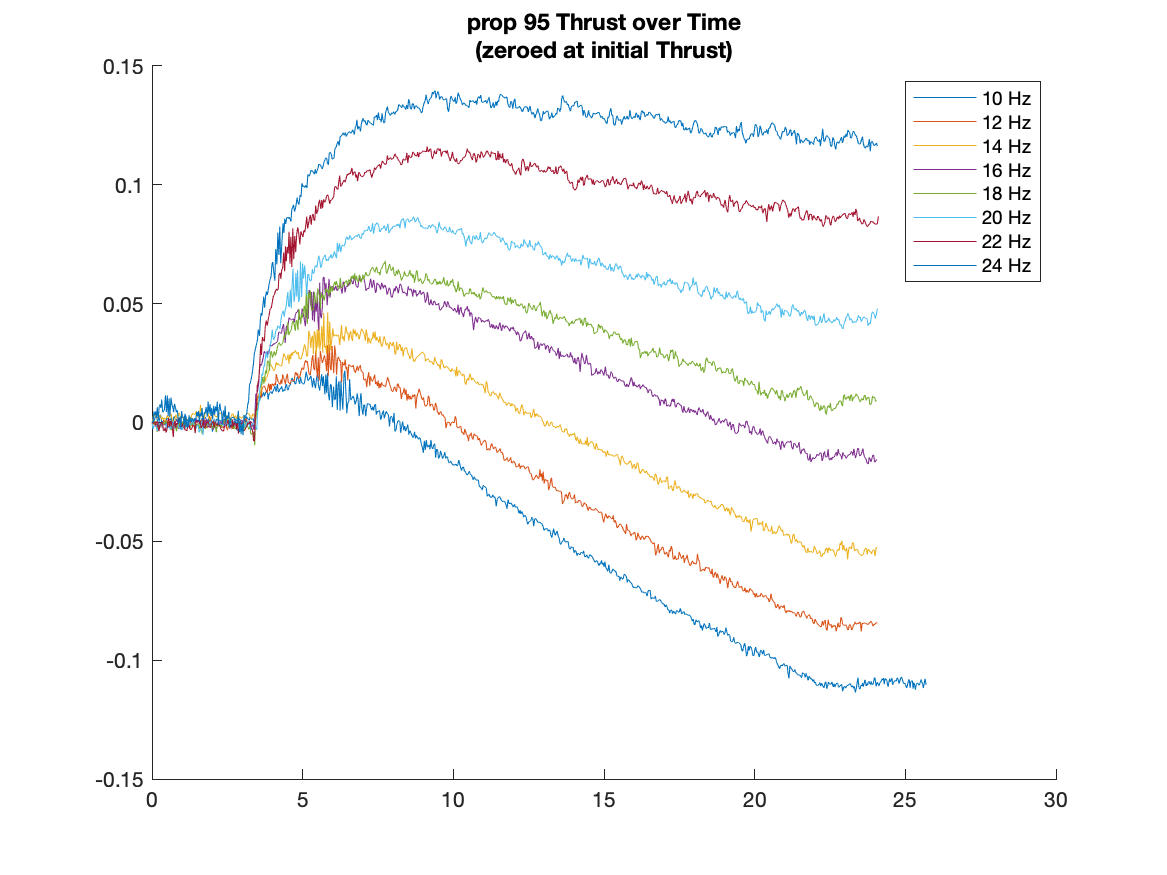 prop 95 Thrust over Time
(zeroed at initial Thrust)
0.15
0.1
0.05
0
-0.05
-0.1
-0.15
0
5
10
15
20
25
30
10 Hz
12 Hz
14 Hz
16 Hz
18 Hz
20 Hz
22 Hz
24 Hz